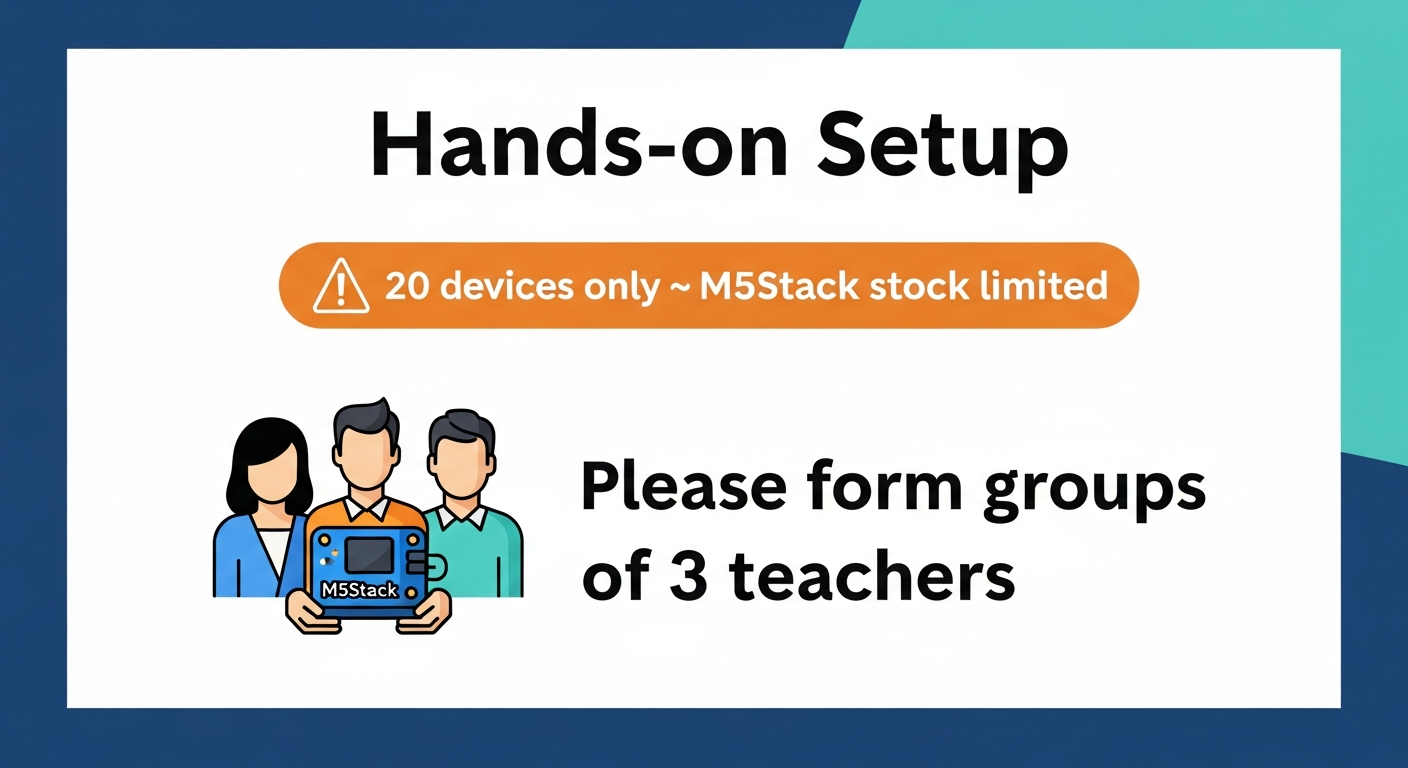 Hands-on Setup
20 devices only ~ M5Stack stock limited
M5Stack
Please form groups
of 3 teachers